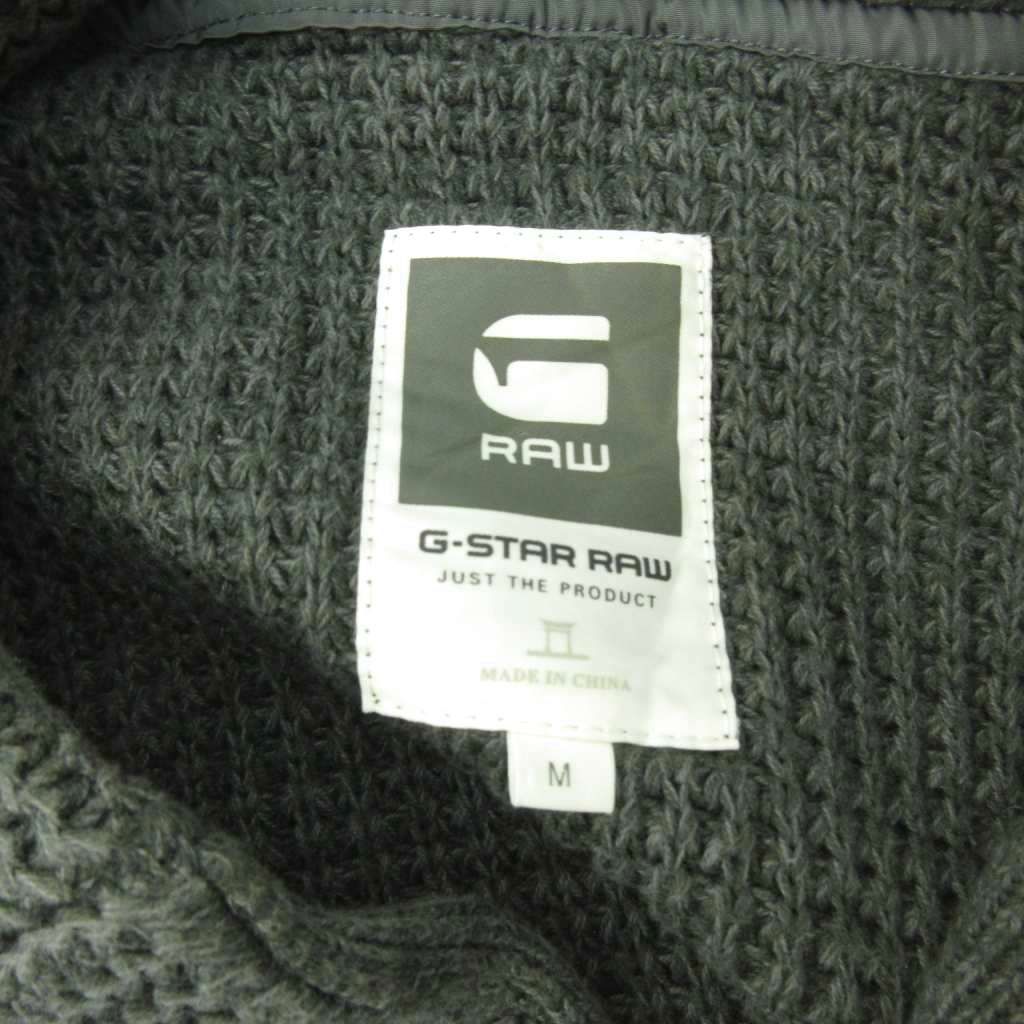 RAW
G-STAR RAW
JUST THE PRODUCT
MADE IN CHINA
M